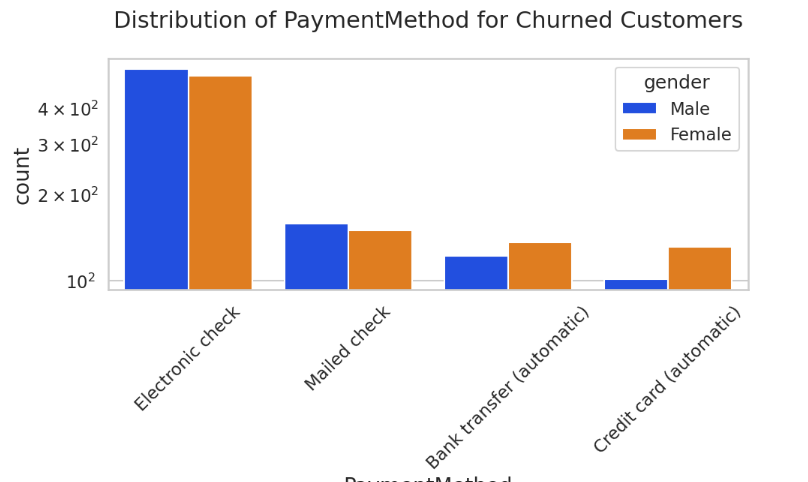 Distribution of PaymentMethod for Churned Customers
count
4 × 10²
3 × 10²
2 × 10²
10²
gender
Male
Female
Electronic check
Mailed check
Bank transfer (automatic)
Credit card (automatic)
PaymentMethod